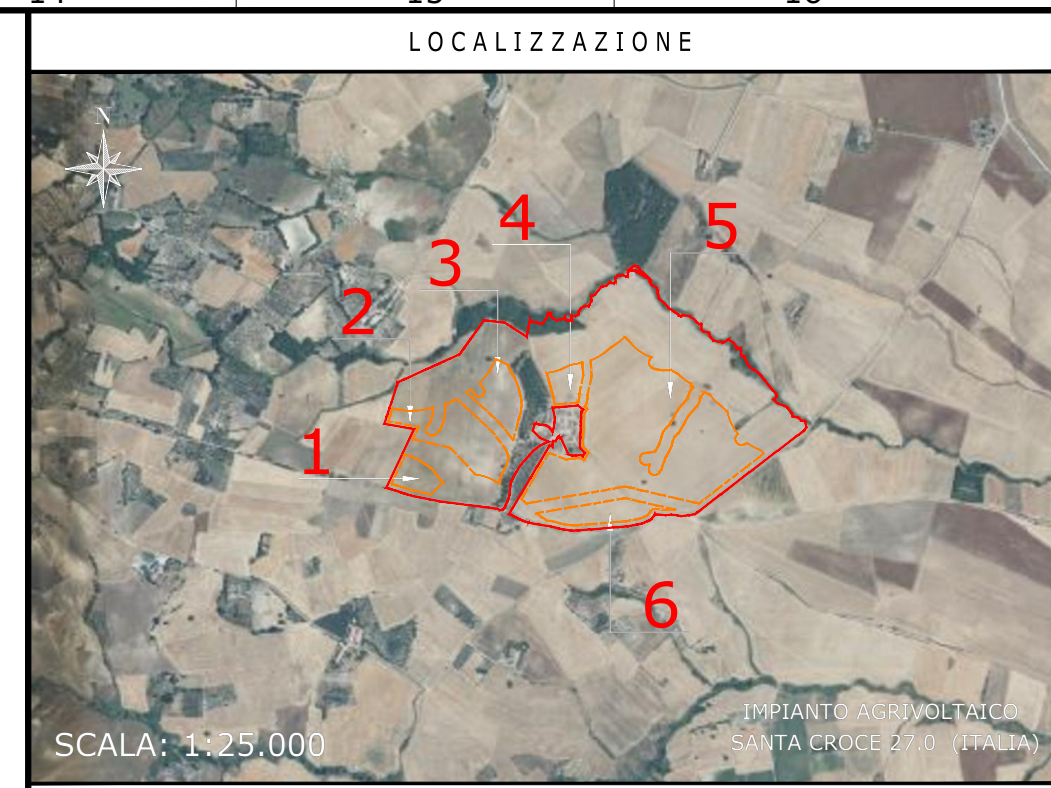 LOCALIZZAZIONE
N
4
5
3
2
1
6
IMPIANTO AGRIVOLTAICO
SCALA: 1:25.000
SANTA CROCE 27.0 (ITALIA)